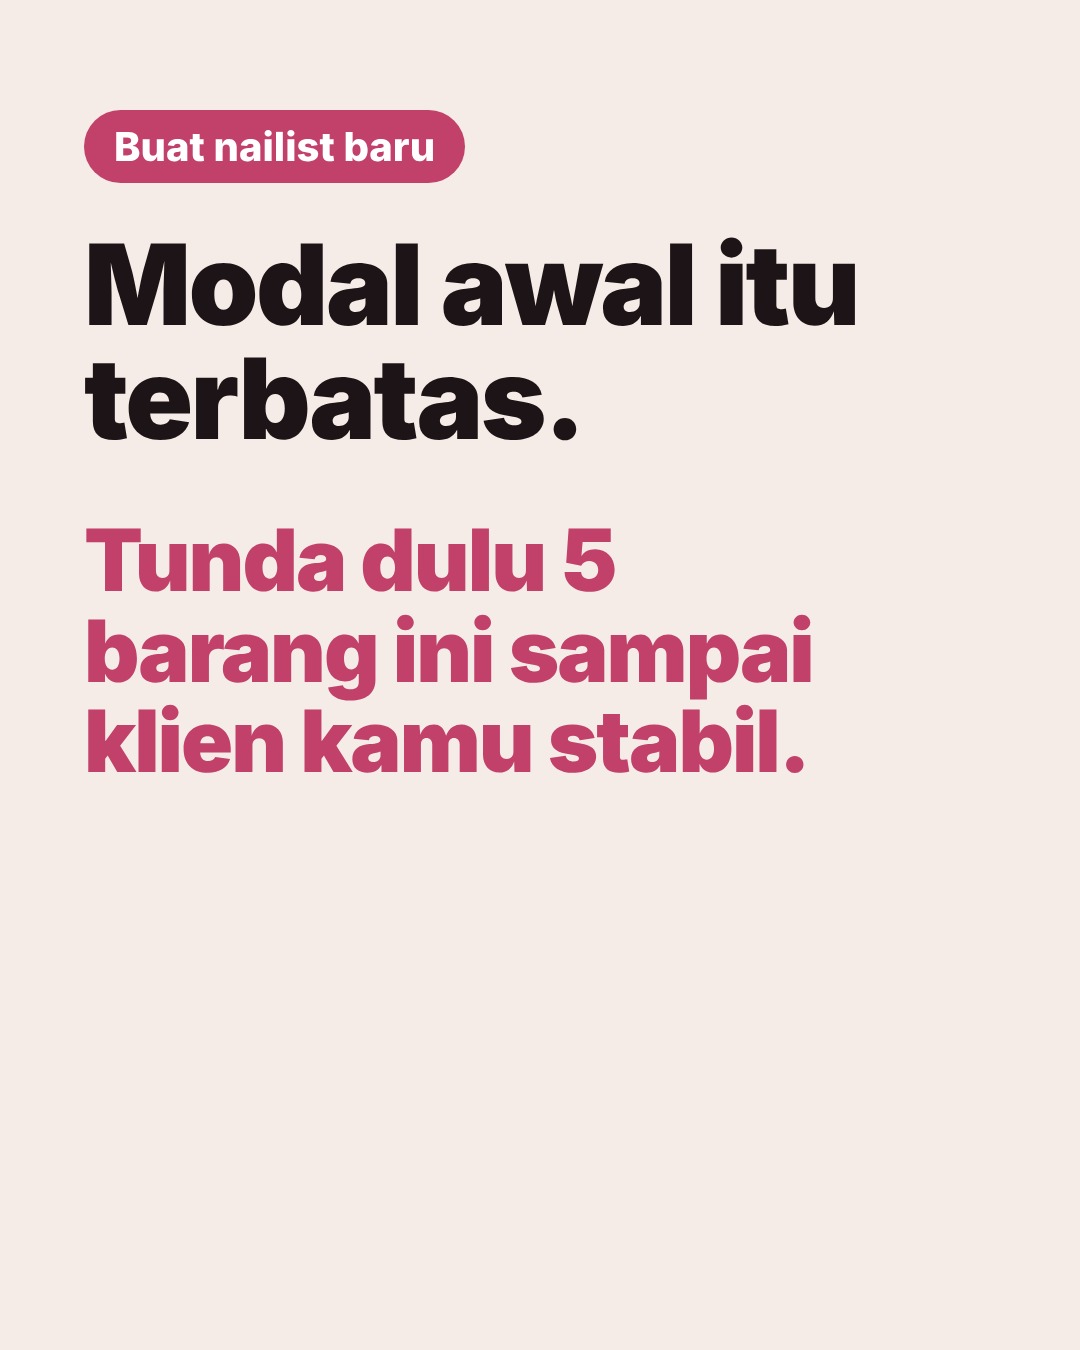 Buat nailist baru
Modal awal itu
terbatas.
Tunda dulu 5
barang ini sampai
klien kamu stabil.